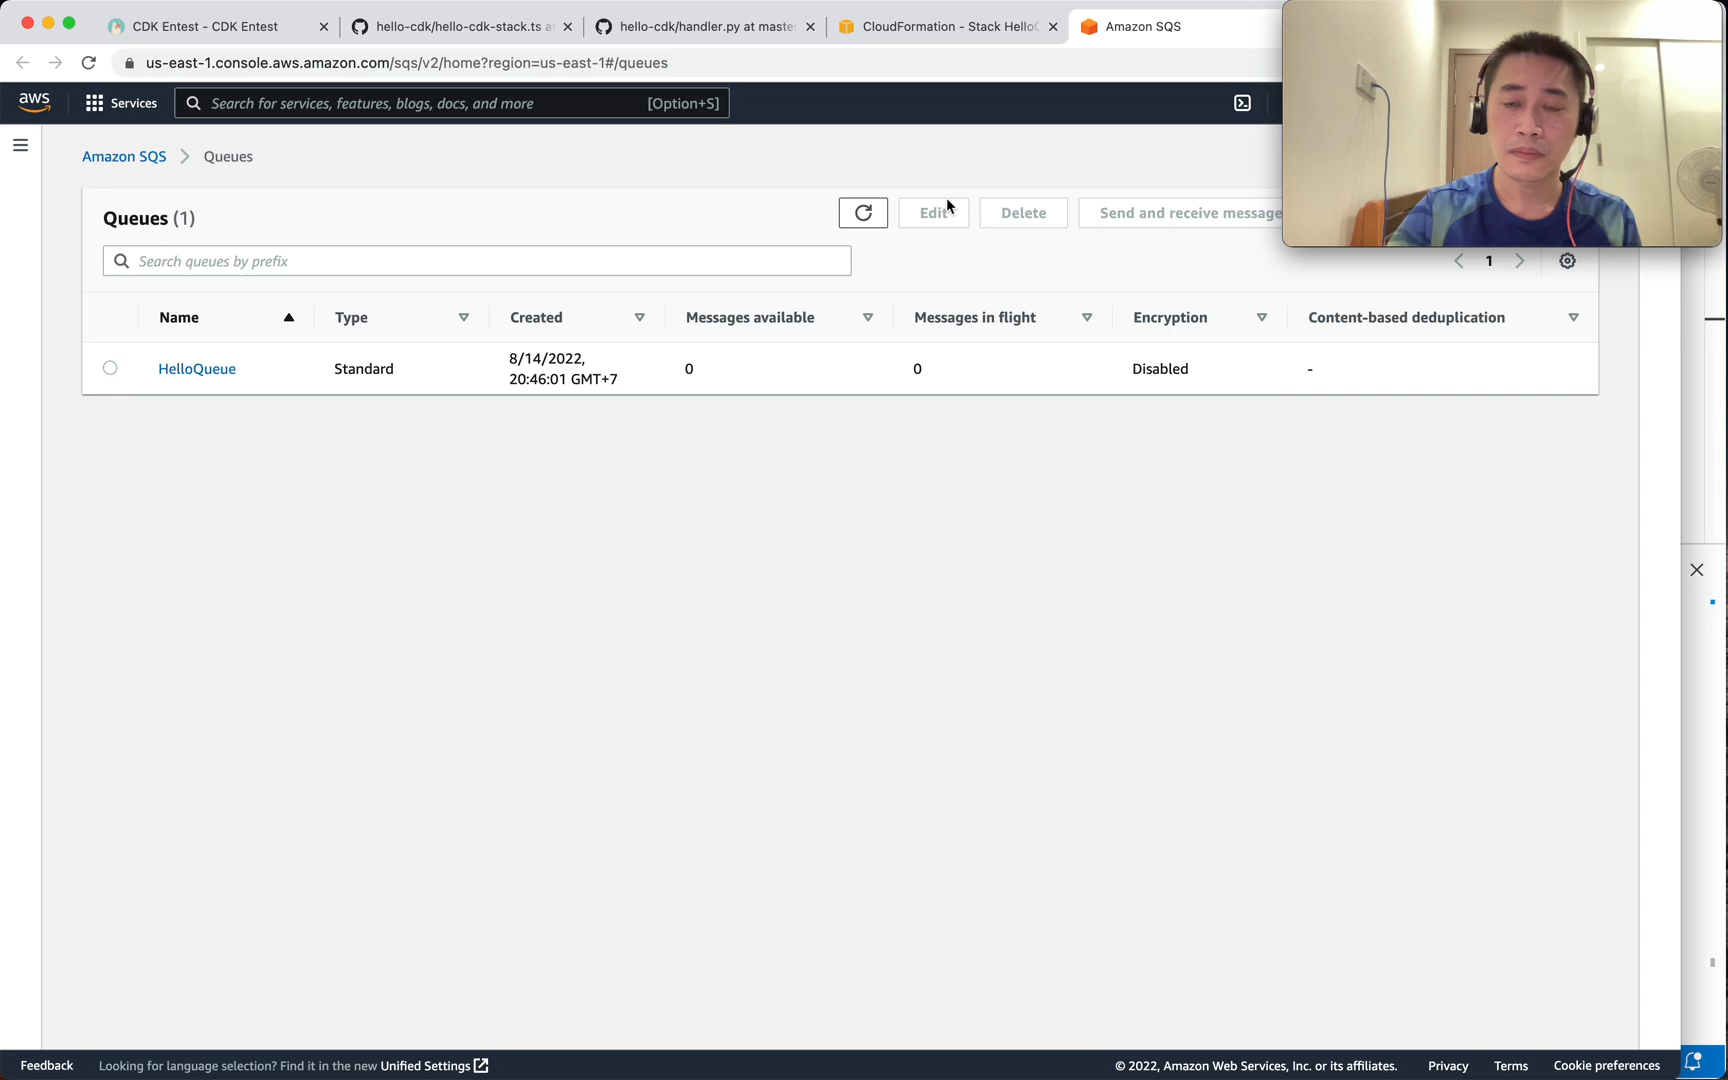 CDK Entest - CDK Entest
hello-cdk/hello-cdk-stack.ts a
hello-cdk/handler.py at maste
CloudFormation - Stack HelloC
Amazon SQS
us-east-1.console.aws.amazon.com/sqs/v2/home?region=us-east-1#/queues
aws
Services
Search for services, features, blogs, docs, and more
[Option+S]
Amazon SQS
Queues
Queues (1)
Edit
Delete
Send and receive message
Search queues by prefix
1
Name
Type
Created
Messages available
Messages in flight
Encryption
Content-based deduplication
HelloQueue
Standard
8/14/2022,
20:46:01 GMT+7
0
0
Disabled
-
Feedback
Looking for language selection? Find it in the new Unified Settings
© 2022, Amazon Web Services, Inc. or its affiliates.
Privacy
Terms
Cookie preferences